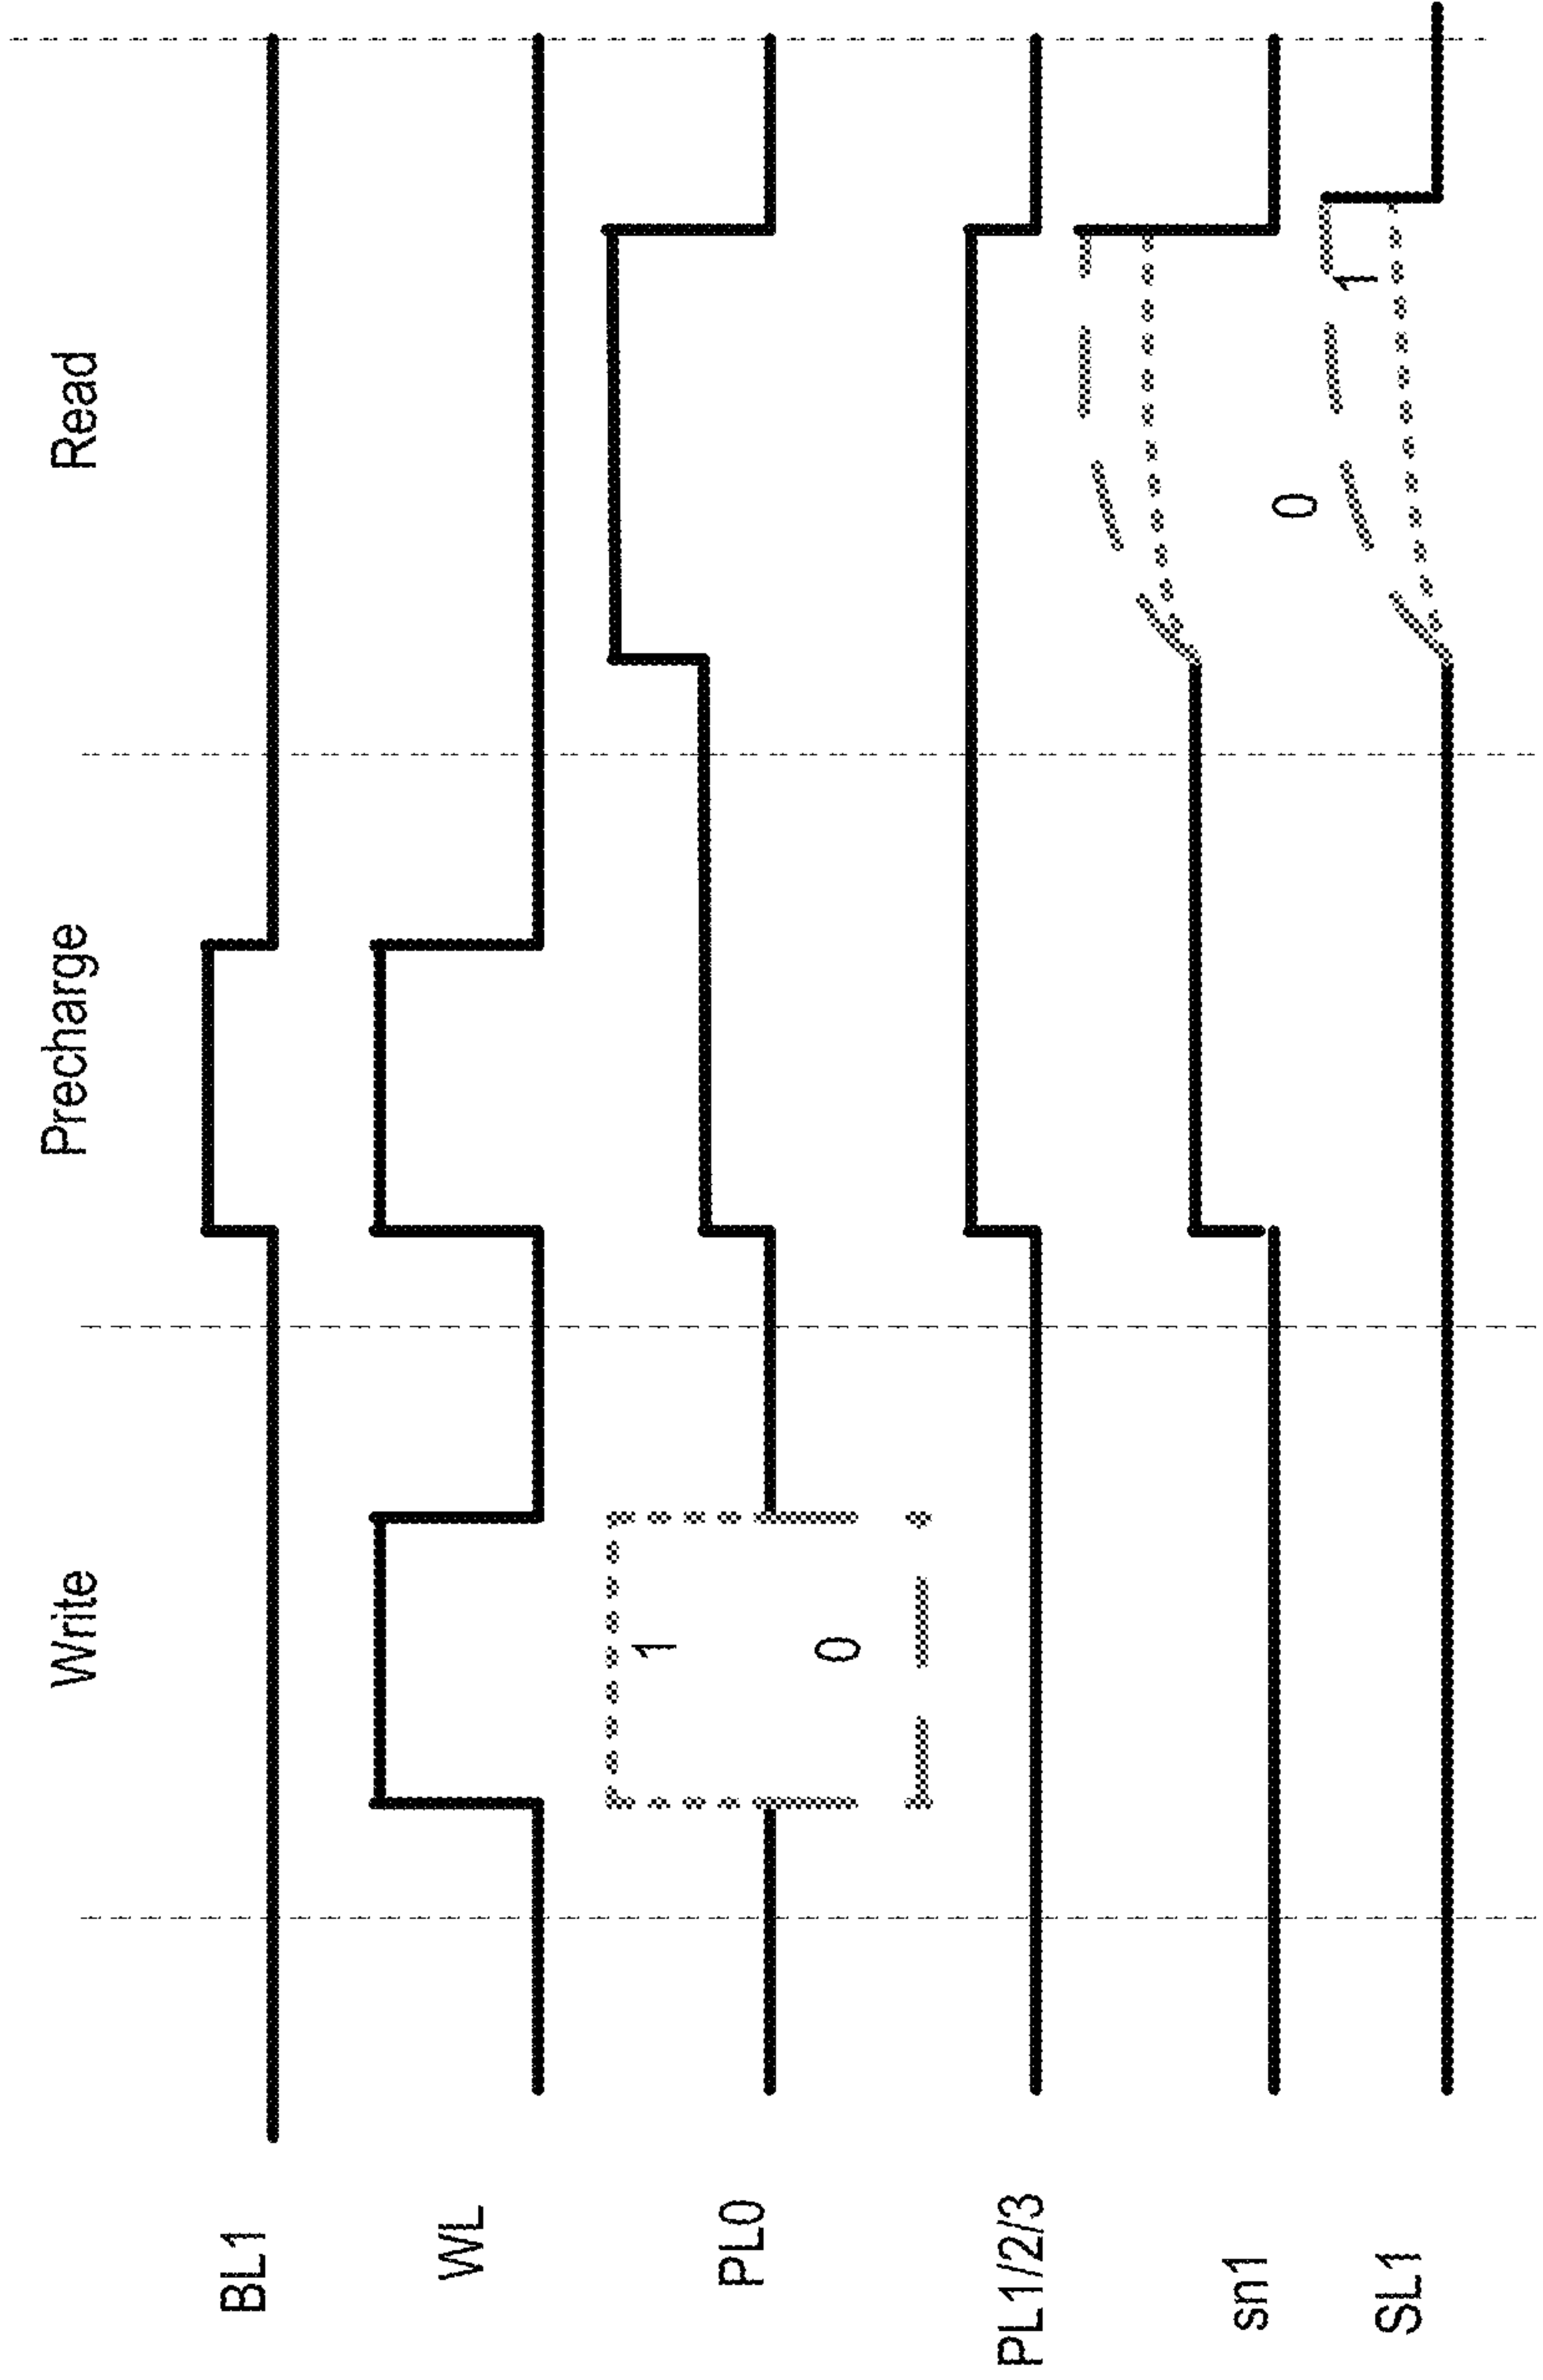 Write Precharge Read
BL1
WL
PL0
1
0
PL1/2/3
sn1
0
SL1
1